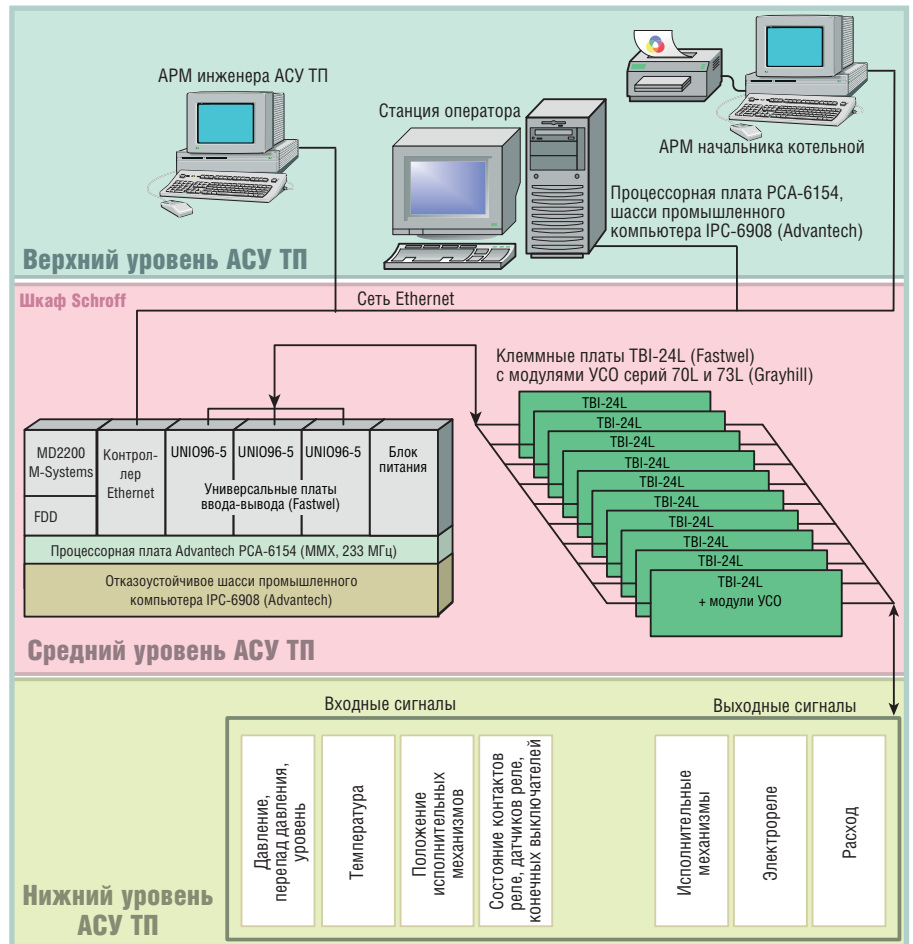 АРМ инженера АСУ ТП
Станция оператора
АРМ начальника котельной
Процессорная плата PCA-6154,
шасси промышленного
компьютера IPC-6908 (Advantech)
Верхний уровень АСУ ТП
Шкаф Schroff
Сеть Ethernet
Клеммные платы TBI-24L (Fastwel)
с модулями УСО серий 70L и 73L (Grayhill)
TBI-24L
TBI-24L
TBI-24L
TBI-24L
TBI-24L
TBI-24L
TBI-24L
TBI-24L
TBI-24L
+ модули УСО
MD2200
M-Systems
FDD
Контрол-
лер
Ethernet
UNIO96-5
UNIO96-5
UNIO96-5
Универсальные платы
ввода-вывода (Fastwel)
Блок
питания
Процессорная плата Advantech PCA-6154 (MMX, 233 МГц)
Отказоустойчивое шасси промышленного
компьютера IPC-6908 (Advantech)
Средний уровень АСУ ТП
Входные сигналы
Выходные сигналы
Давление,
перепад давления,
уровень
Температура
Положение
исполнительных
механизмов
Состояние контактов
реле, датчиков реле,
конечных выключателей
Исполнительные
механизмы
Электрореле
Расход
Нижний уровень
АСУ ТП